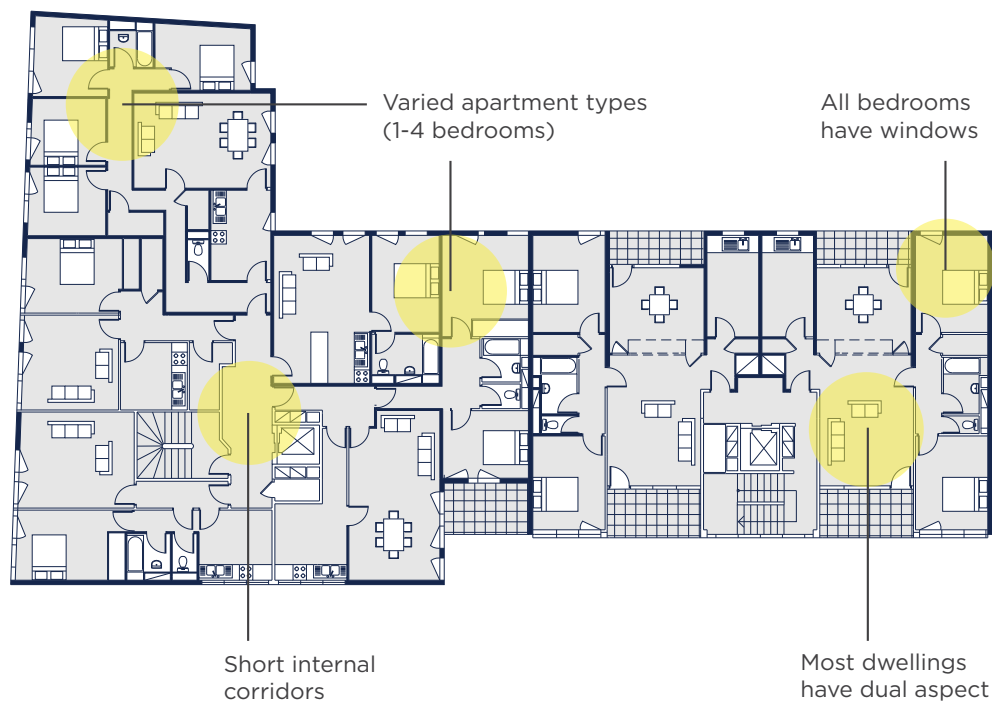 Varied apartment types
(1-4 bedrooms)
All bedrooms
have windows
Short internal
corridors
Most dwellings
have dual aspect